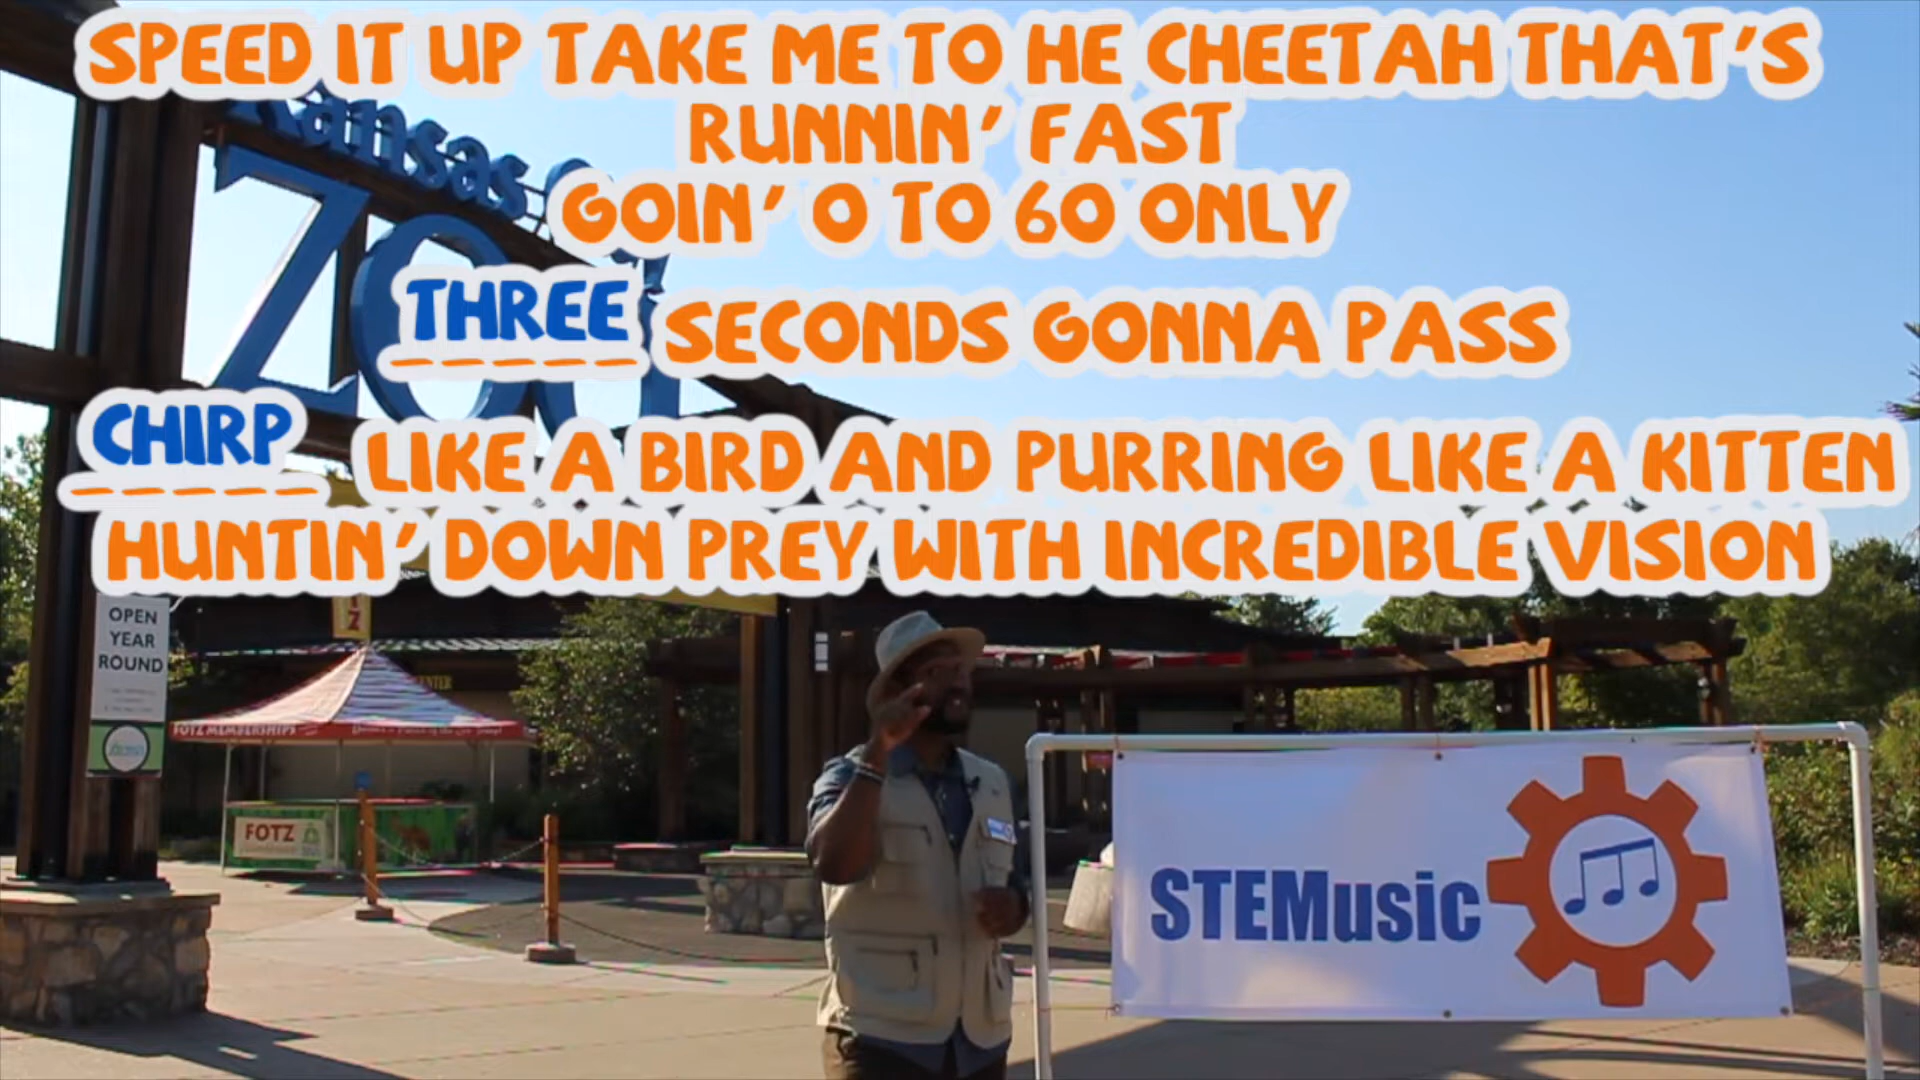 SPEED IT UP TAKE ME TO HE CHEETAH THAT'S
RUNNIN' FAST
GOIN' 0 TO 60 ONLY
THREE SECONDS GONNA PASS
CHIRP LIKE A BIRD AND PURRING LIKE A KITTEN
HUNTIN' DOWN PREY WITH INCREDIBLE VISION
Kansas
ZOO
OPEN
YEAR
ROUND
FOTZ MEMBERSHIPS
FOTZ
STEMusic